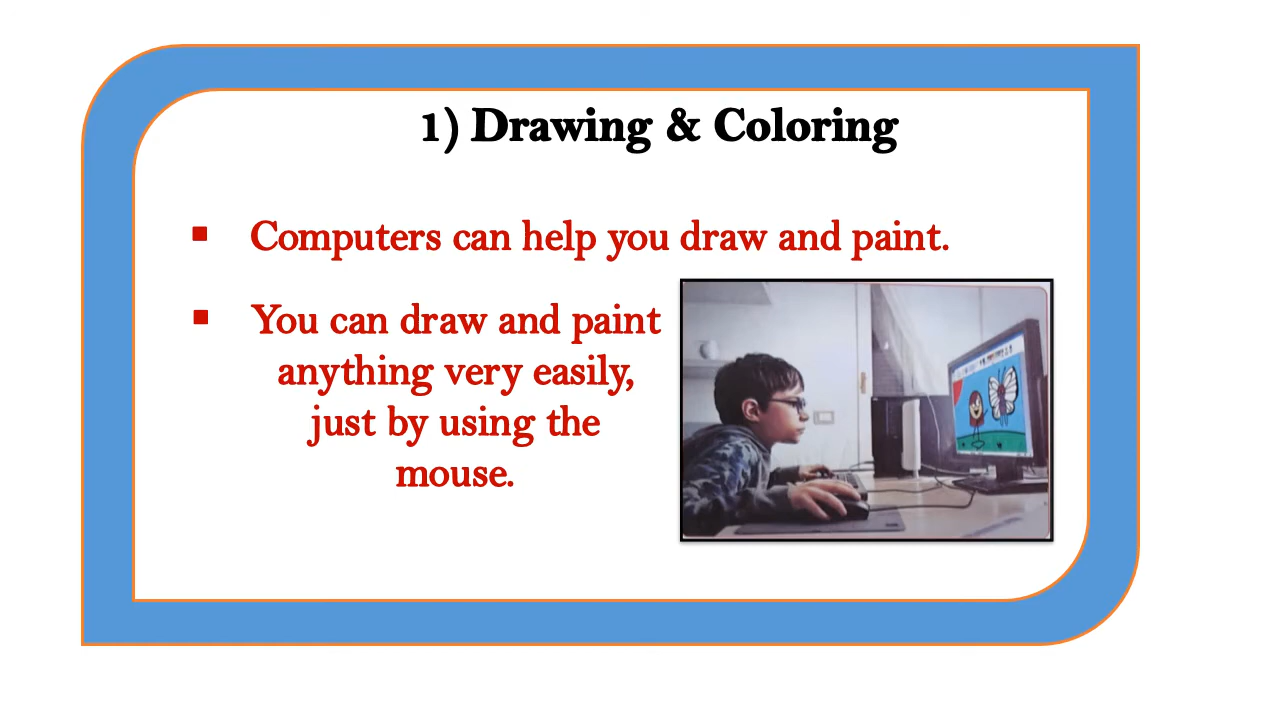 1) Drawing & Coloring
▪ Computers can help you draw and paint.
▪ You can draw and paint
anything very easily,
just by using the
mouse.